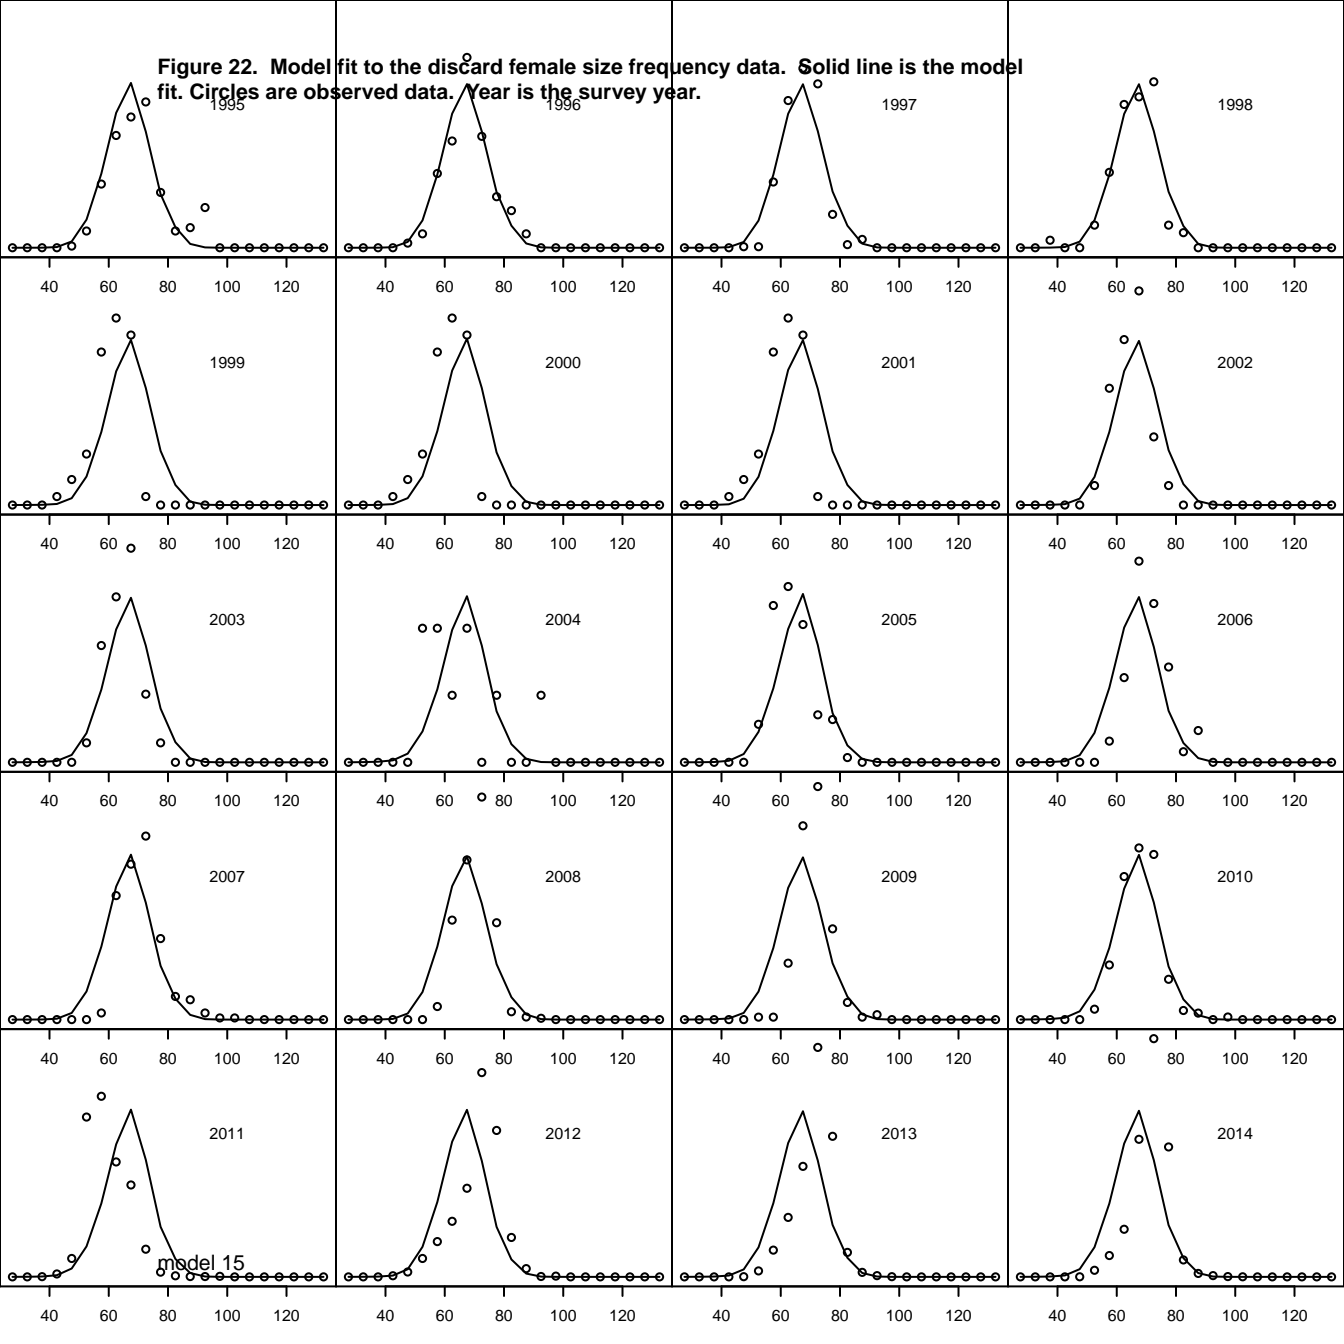 Figure 22.  Model fit to the discard female size frequency data.  Solid line is the model
fit. Circles are observed data.  Year is the survey year.
1995 1996 1997 1998
40 60 80 100 120 40 60 80 100 120 40 60 80 100 120 40 60 80 100 120
1999 2000 2001 2002
40 60 80 100 120 40 60 80 100 120 40 60 80 100 120 40 60 80 100 120
2003 2004 2005 2006
40 60 80 100 120 40 60 80 100 120 40 60 80 100 120 40 60 80 100 120
2007 2008 2009 2010
40 60 80 100 120 40 60 80 100 120 40 60 80 100 120 40 60 80 100 120
2011 2012 2013 2014
model 15
40 60 80 100 120 40 60 80 100 120 40 60 80 100 120 40 60 80 100 120